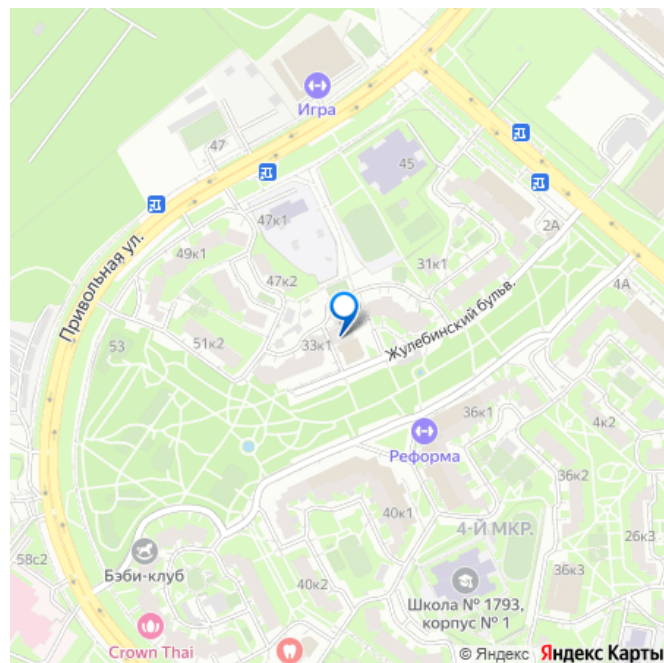 Игра
47
45
47к1
2А
Привольная ул.
49к1
31к1
47к2
4А
Жулебинский бульв.
53
51к2
33к1
36к1
4к2
Реформа
36к2
40к1
4-Й МКР.
58с2
26к3
Бэби-клуб
36к3
40к2
Школа № 1793,
корпус № 1
Crown Thai
© Яндекс Яндекс Карты